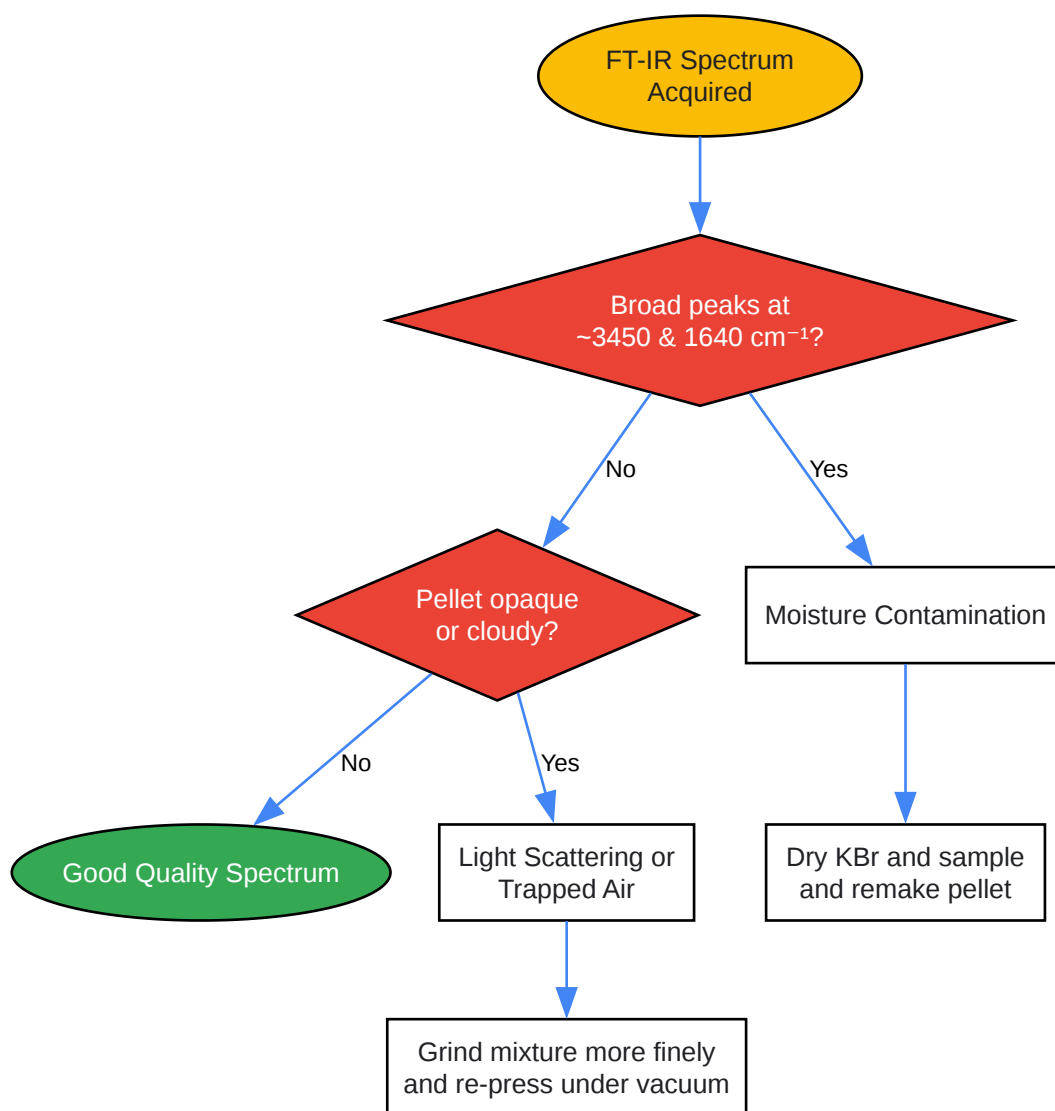 FT-IR Spectrum
Acquired
Broad peaks at
~3450 & 1640 cm⁻¹?
No
Yes
Pellet opaque
or cloudy?
Moisture Contamination
No
Yes
Good Quality Spectrum
Light Scattering or
Trapped Air
Dry KBr and sample
and remake pellet
Grind mixture more finely
and re-press under vacuum